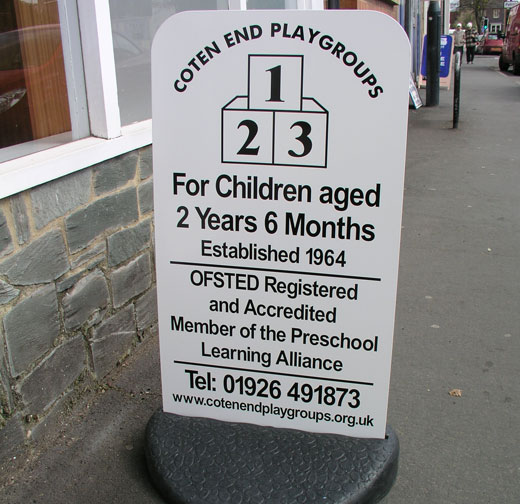 COTEN END PLAYGROUPS
1
2 3
For Children aged
2 Years 6 Months
Established 1964
OFSTED Registered
and Accredited
Member of the Preschool
Learning Alliance
Tel: 01926 491873
www.cotenendplaygroups.org.uk